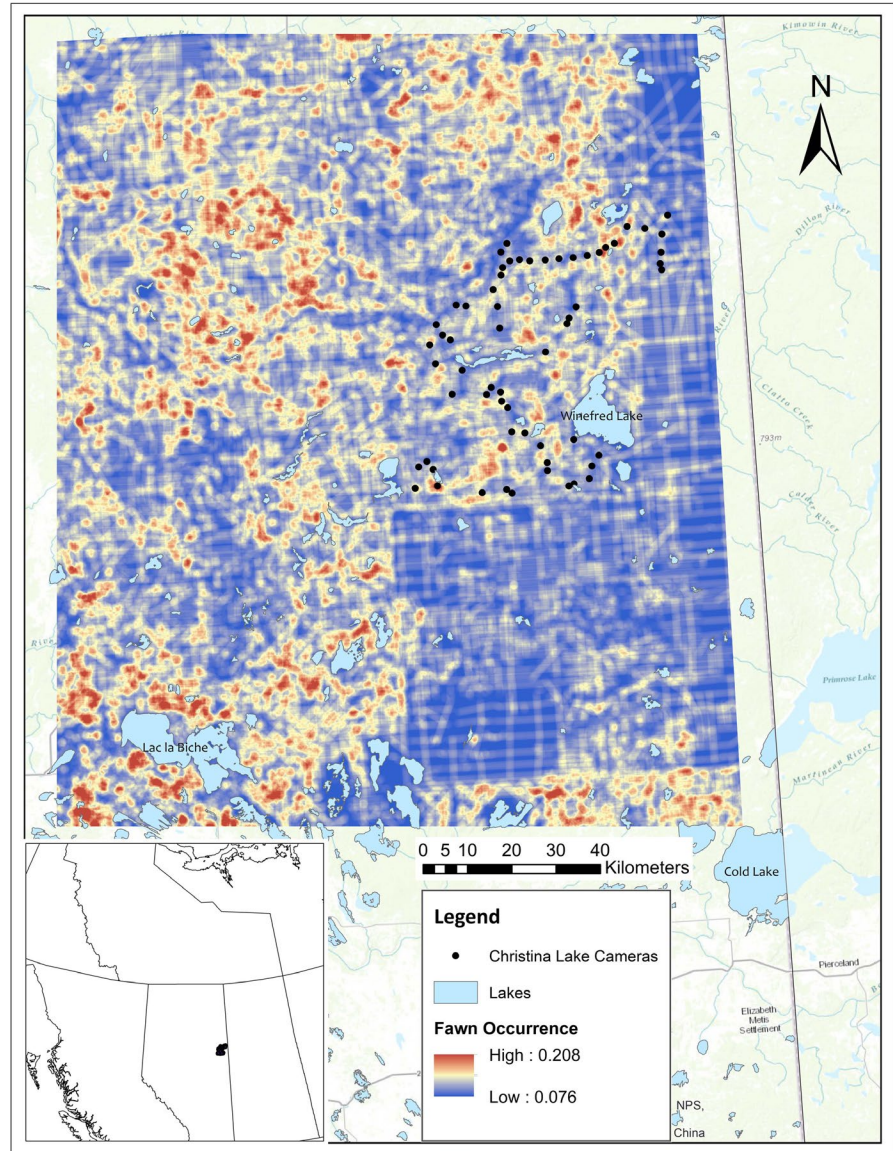 Kimowin River
N
Dillon River
River
Clatto Creek
Winefred Lake
793m
Calder River
River
Primrose Lake
Lac la Biche
Martineau River
0 5 10 20 30 40
Kilometers
Cold Lake
Legend
Christina Lake Cameras
Lakes
Fawn Occurrence
High : 0.208
Low : 0.076
Pierceland
Elizabeth
Metis
Settlement
NPS,
China